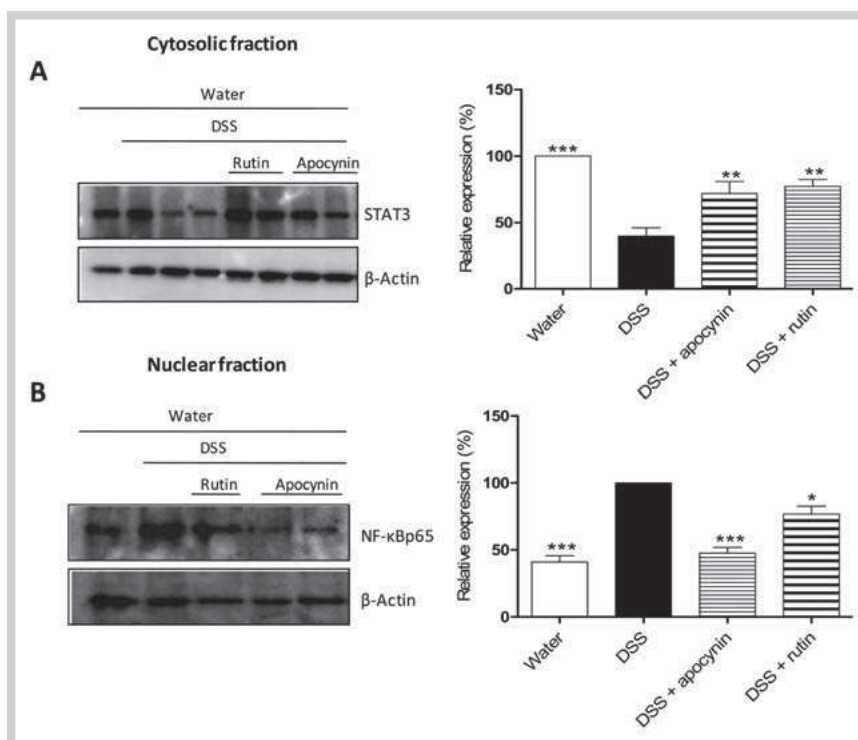 Cytosolic fraction
A
Water
DSS
Rutin Apocynin
STAT3
β-Actin
Relative expression (%)
150
100
50
0
***
**
**
Water
DSS
DSS + apocynin
DSS + rutin
Nuclear fraction
B
Water
DSS
Rutin Apocynin
NF-κBp65
β-Actin
Relative expression (%)
150
100
50
0
***
***
*
Water
DSS
DSS + apocynin
DSS + rutin